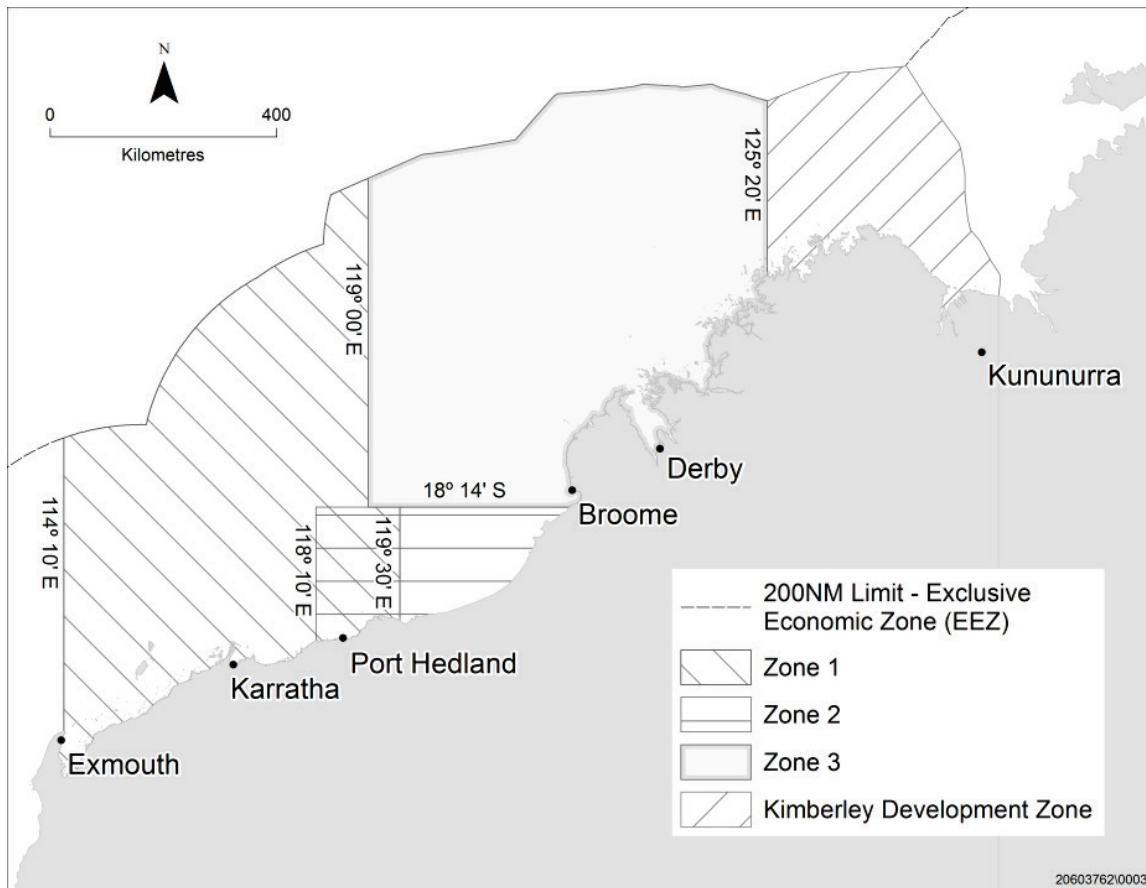 N
0 400
Kilometres
125º 20' E
119º 00' E
Kununurra
Derby
18º 14' S
Broome
114º 10' E
118º 10' E
119º 30' E
Port Hedland
Karratha
Exmouth
200NM Limit - Exclusive
Economic Zone (EEZ)
Zone 1
Zone 2
Zone 3
Kimberley Development Zone
20603762\0003